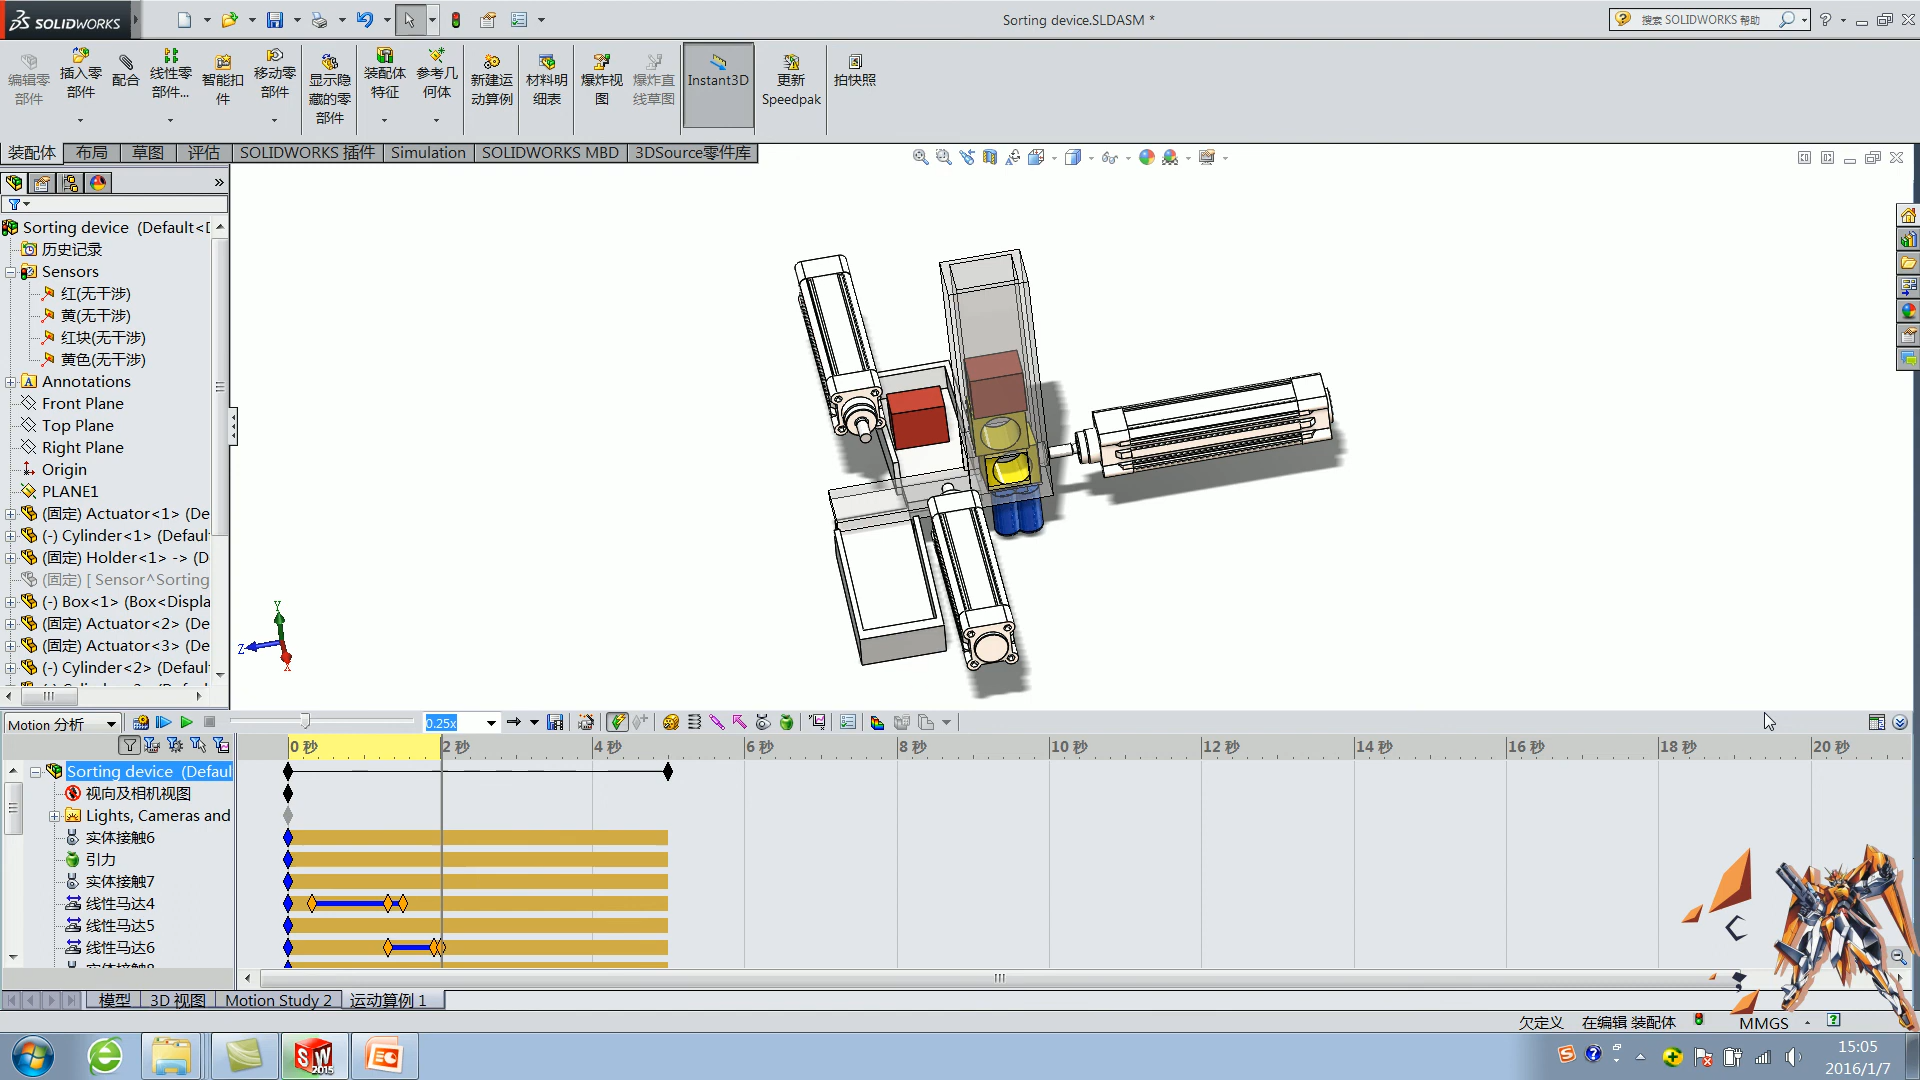 SOLIDWORKS
Sorting device.SLDASM *
搜索 SOLIDWORKS 帮助
编辑零部件
插入零部件
配合
线性零部件...
智能扣件
移动零部件
显示隐藏的零部件
装配体特征
参考几何体
新建运动算例
材料明细表
爆炸视图
爆炸直线草图
Instant3D
更新 Speedpak
拍快照
装配体 布局 草图 评估 SOLIDWORKS 插件 Simulation SOLIDWORKS MBD 3DSource零件库
Sorting device (Default<D
历史记录
Sensors
红(无干涉)
黄(无干涉)
红块(无干涉)
黄色(无干涉)
Annotations
Front Plane
Top Plane
Right Plane
Origin
PLANE1
(固定) Actuator<1> (De
(-) Cylinder<1> (Default
(固定) Holder<1> -> (D
(固定) [ Sensor^Sorting
(-) Box<1> (Box<Displa
(固定) Actuator<2> (De
(固定) Actuator<3> (De
(-) Cylinder<2> (Default
Y
Z
X
Motion 分析
0.25x
0 秒 2 秒 4 秒 6 秒 8 秒 10 秒 12 秒 14 秒 16 秒 18 秒 20 秒
Sorting device (Defaul
视向及相机视图
Lights, Cameras and
实体接触6
引力
实体接触7
线性马达4
线性马达5
线性马达6
模型 3D 视图 Motion Study 2 运动算例 1
欠定义 在编辑 装配体 MMGS
SW 2015
15:05
2016/1/7